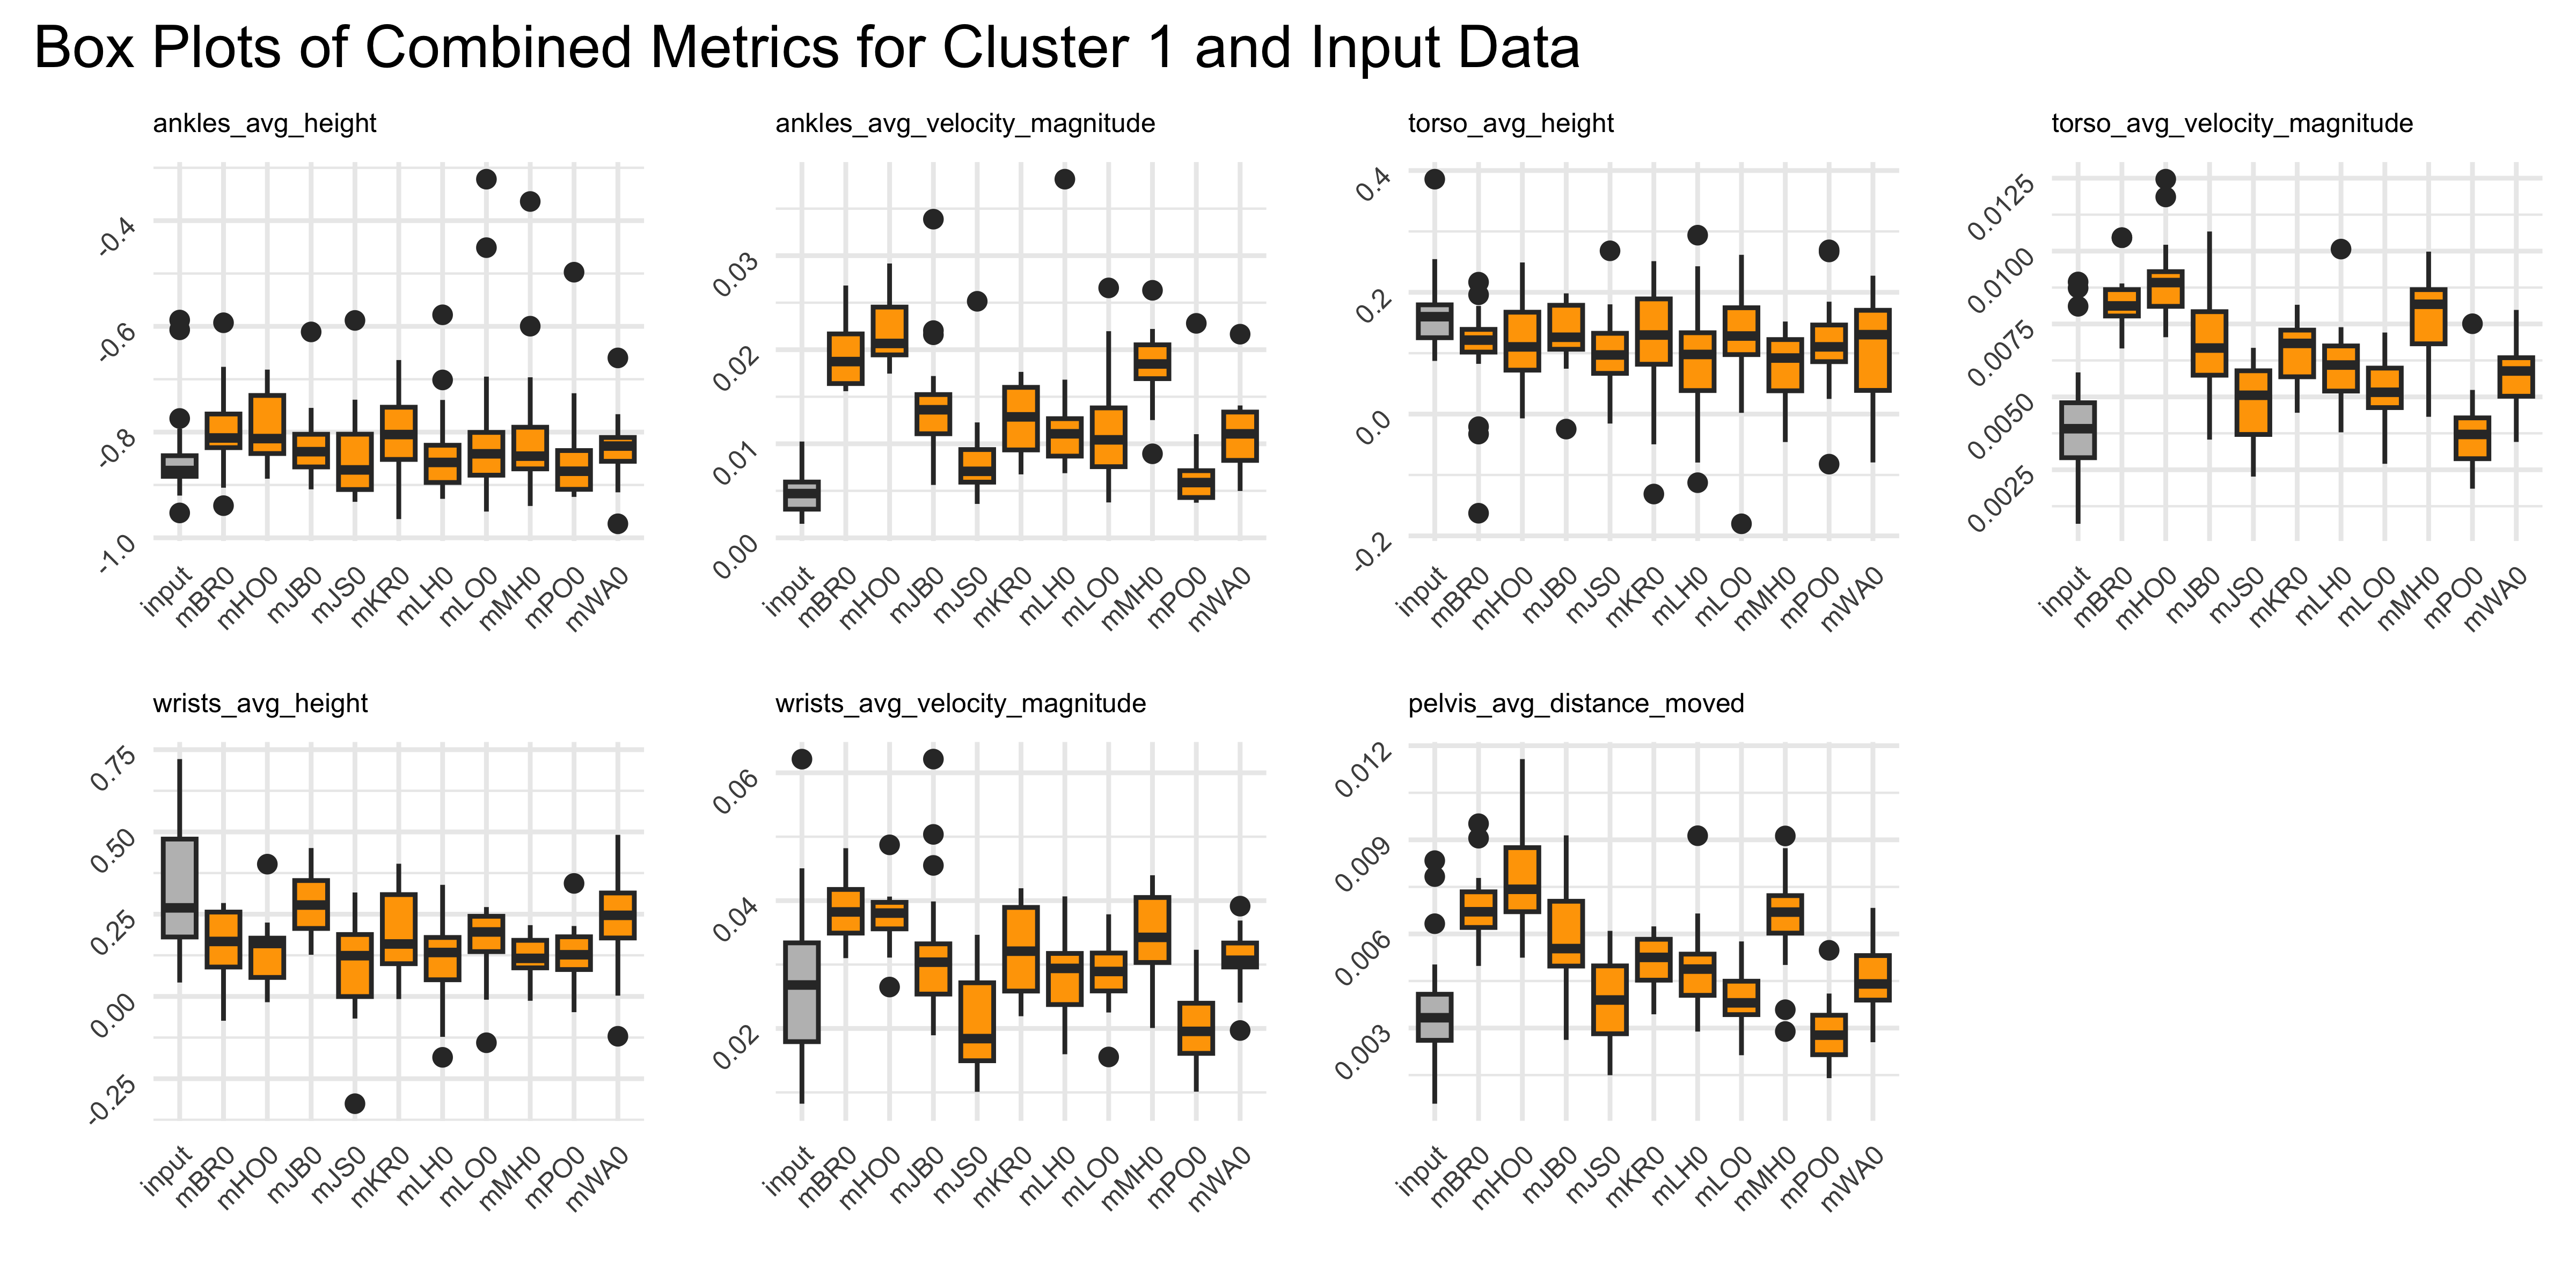 Box Plots of Combined Metrics for Cluster 1 and Input Data
ankles_avg_height
-0.4
-0.6
-0.8
-1.0
input mBR0 mHO0 mJB0 mJS0 mKR0 mLH0 mLO0 mMH0 mPO0 mWA0
ankles_avg_velocity_magnitude
0.03
0.02
0.01
0.00
input mBR0 mHO0 mJB0 mJS0 mKR0 mLH0 mLO0 mMH0 mPO0 mWA0
torso_avg_height
0.4
0.2
0.0
-0.2
input mBR0 mHO0 mJB0 mJS0 mKR0 mLH0 mLO0 mMH0 mPO0 mWA0
torso_avg_velocity_magnitude
0.0125
0.0100
0.0075
0.0050
0.0025
input mBR0 mHO0 mJB0 mJS0 mKR0 mLH0 mLO0 mMH0 mPO0 mWA0
wrists_avg_height
0.75
0.50
0.25
0.00
-0.25
input mBR0 mHO0 mJB0 mJS0 mKR0 mLH0 mLO0 mMH0 mPO0 mWA0
wrists_avg_velocity_magnitude
0.06
0.04
0.02
input mBR0 mHO0 mJB0 mJS0 mKR0 mLH0 mLO0 mMH0 mPO0 mWA0
pelvis_avg_distance_moved
0.012
0.009
0.006
0.003
input mBR0 mHO0 mJB0 mJS0 mKR0 mLH0 mLO0 mMH0 mPO0 mWA0